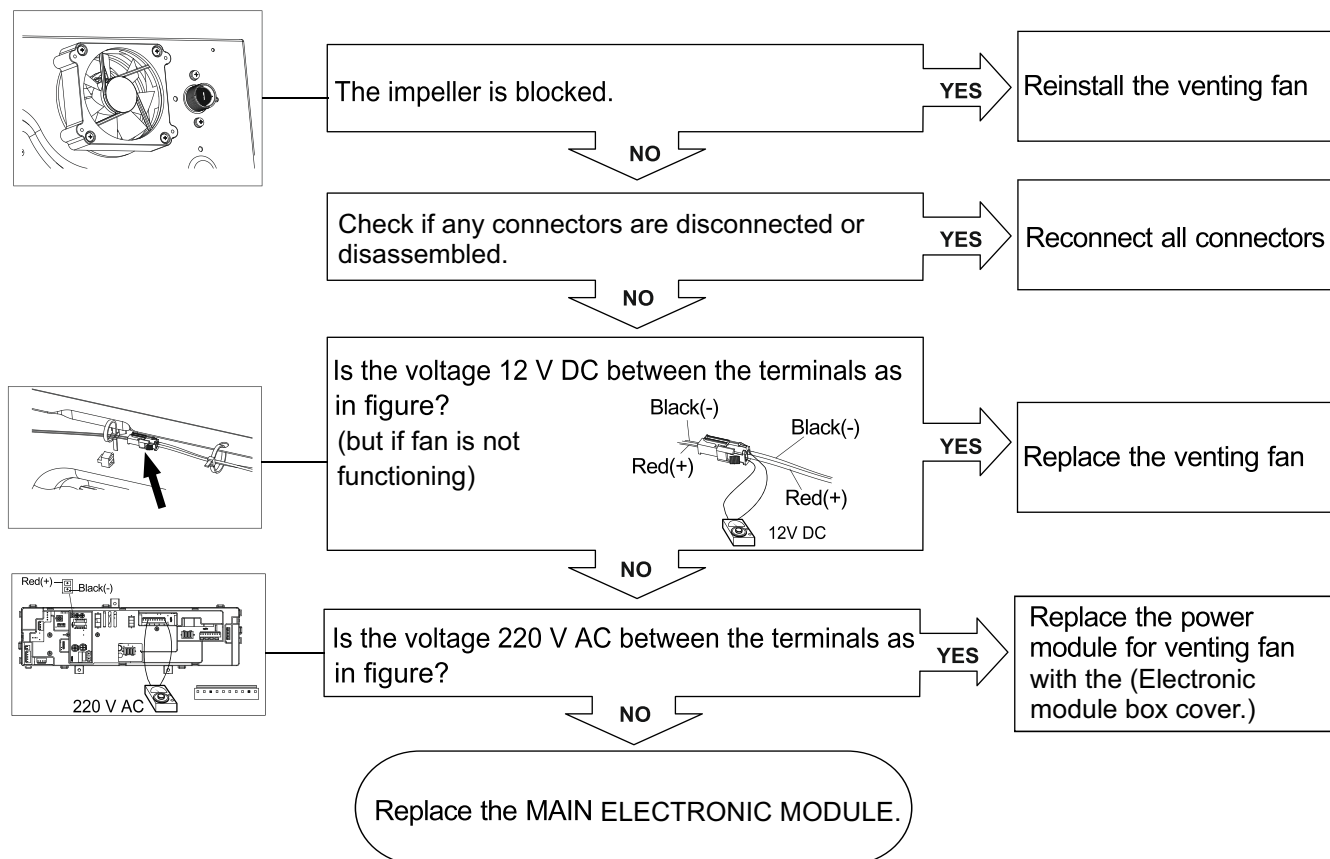 The impeller is blocked.
YES
Reinstall the venting fan
NO
Check if any connectors are disconnected or
disassembled.
YES
Reconnect all connectors
NO
Is the voltage 12 V DC between the terminals as
in figure?
(but if fan is not
functioning)
Black(-)
Black(-)
Red(+)
Red(+)
12V DC
YES
Replace the venting fan
NO
Red(+)
Black(-)
220 V AC
Is the voltage 220 V AC between the terminals as
in figure?
YES
Replace the power
module for venting fan
with the (Electronic
module box cover.)
NO
Replace the MAIN ELECTRONIC MODULE.